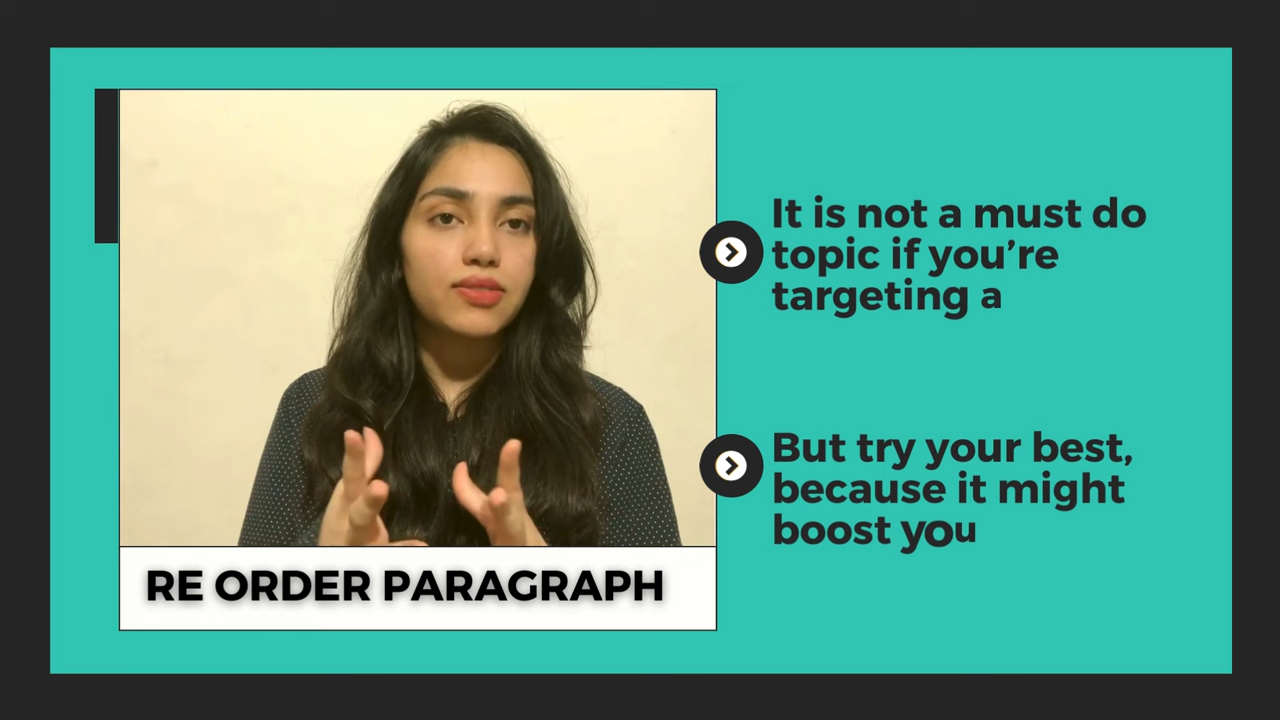 It is not a must do
topic if you're
targeting a
But try your best,
because it might
boost you
RE ORDER PARAGRAPH